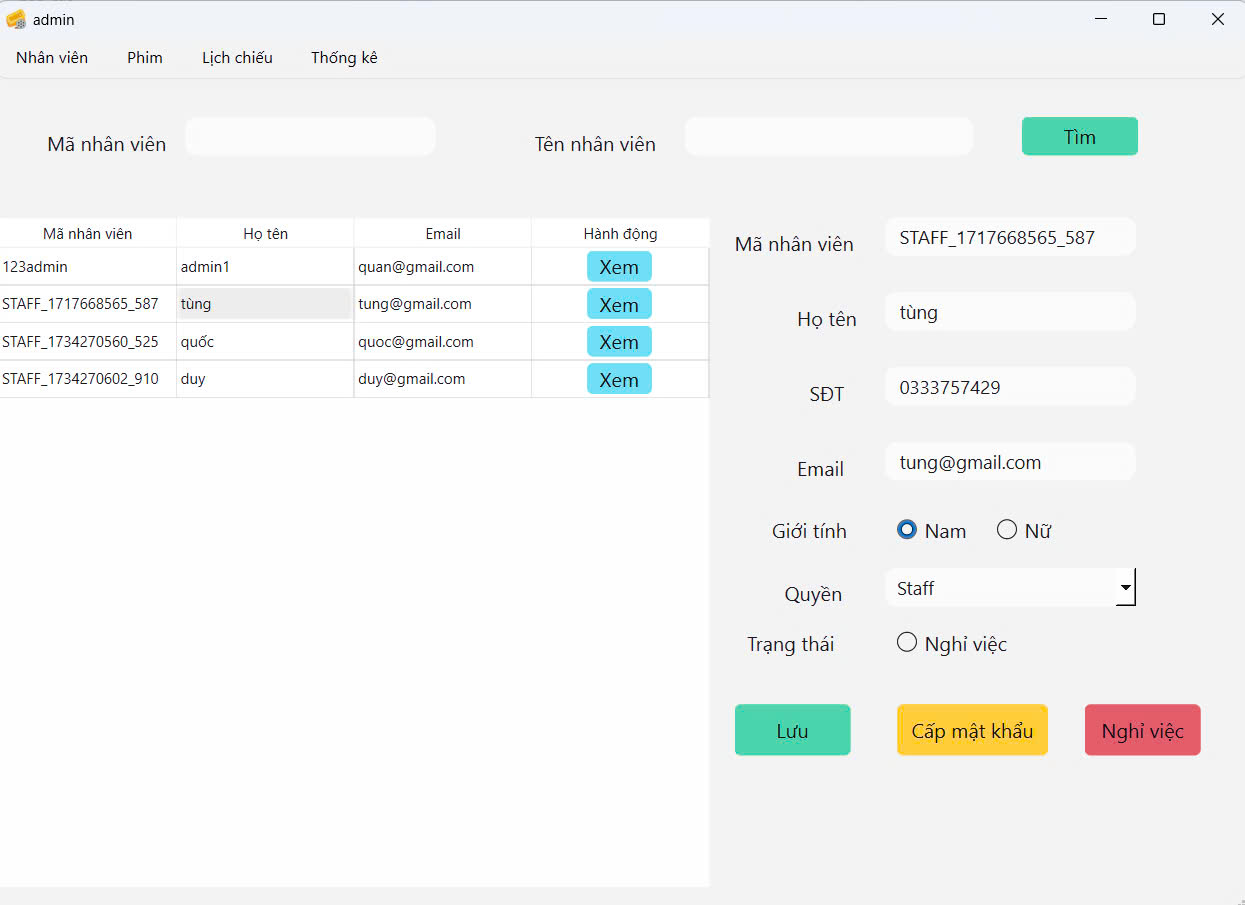 admin
Nhân viên Phim Lịch chiếu Thống kê
Mã nhân viên Tên nhân viên Tìm
Mã nhân viên Họ tên Email Hành động
123admin admin1 quan@gmail.com Xem
STAFF_1717668565_587 tùng tung@gmail.com Xem
STAFF_1734270560_525 quốc quoc@gmail.com Xem
STAFF_1734270602_910 duy duy@gmail.com Xem
Mã nhân viên STAFF_1717668565_587
Họ tên tùng
SĐT 0333757429
Email tung@gmail.com
Giới tính Nam Nữ
Quyền Staff
Trạng thái Nghỉ việc
Lưu Cấp mật khẩu Nghỉ việc